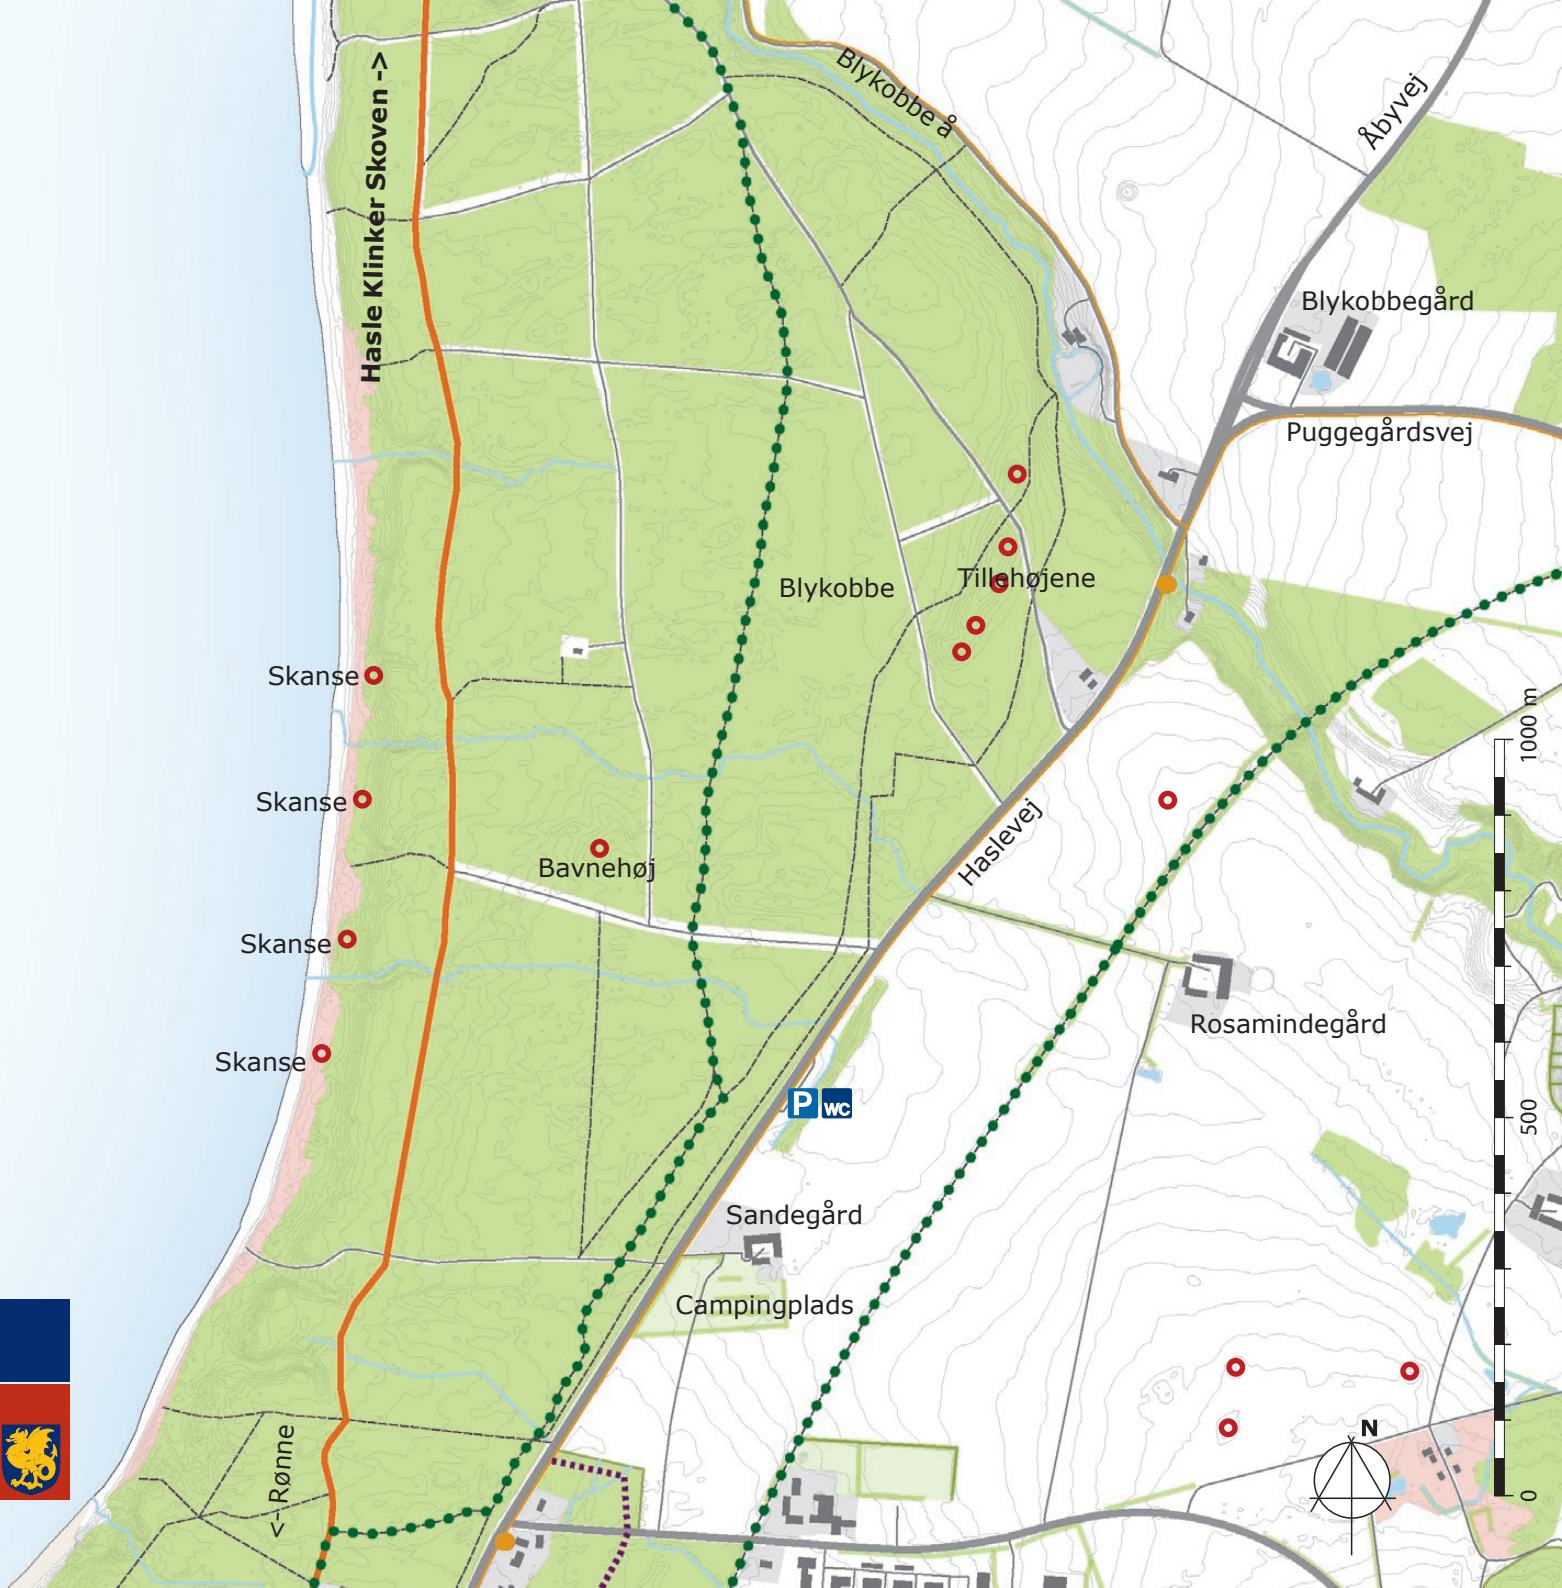 Blykobbe å
Åbyvej
Hasle Klinker Skoven ->
Blykobbegård
Puggegårdsvej
Tillehøjene
Blykobbe
Skanse
Skanse
Haslevej
Bavnehøj
Skanse
Rosamindegård
Skanse
P
WC
Sandegård
Campingplads
<- Rønne
1000 m
500
0
N